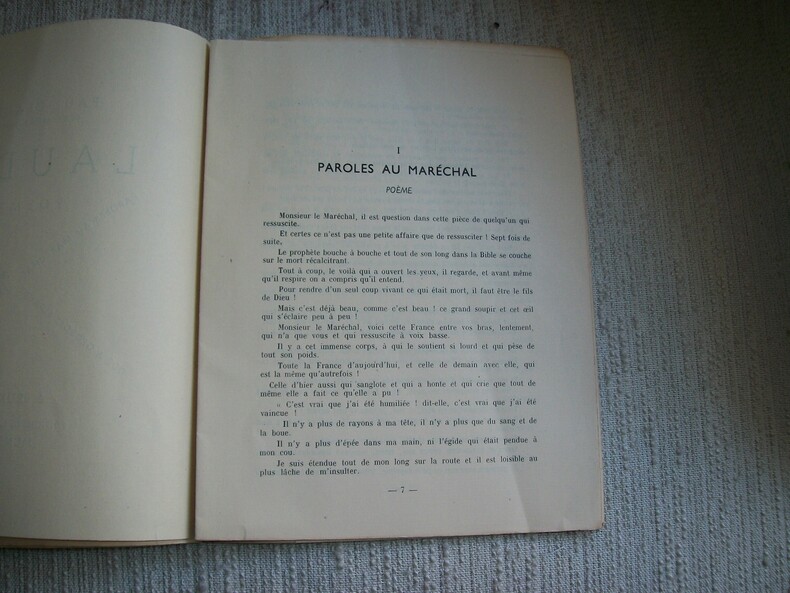 I
PAROLES AU MARÉCHAL
POÈME
Monsieur le Maréchal, il est question dans cette pièce de quelqu'un qui
ressuscite.
Et certes ce n'est pas une petite affaire que de ressusciter ! Sept fois de
suite.
Le prophète bouche à bouche et tout de son long dans la Bible se couche
sur le mort récalcitrant.
Tout à coup, le voilà qui a ouvert les yeux, il regarde, et avant même
qu'il respire on a compris qu'il entend.
Pour rendre d'un seul coup vivant ce qui était mort, il faut être le fils
de Dieu !
Mais c'est déjà beau, comme c'est beau ! ce grand soupir et cet œil
qui s'éclaire peu à peu !
Monsieur le Maréchal, voici cette France entre vos bras, lentement,
qui n'a que vous et qui ressuscite à voix basse.
Il y a cet immense corps, à qui le soutient si lourd et qui pèse de
tout son poids.
Toute la France d'aujourd'hui, et celle de demain avec elle, qui
est la même qu'autrefois !
Celle d'hier aussi qui sanglote et qui a honte et qui crie que tout de
même elle a fait ce qu'elle a pu !
« C'est vrai que j'ai été humiliée ! dit-elle, c'est vrai que j'ai été
vaincue !
Il n'y a plus de rayons à ma tête, il n'y a plus que du sang et de
la boue.
Il n'y a plus d'épée dans ma main, ni l'égide qui était pendue à
mon cou.
Je suis étendue tout de mon long sur la route et il est loisible au
plus lâche de m'insulter.
— 7 —